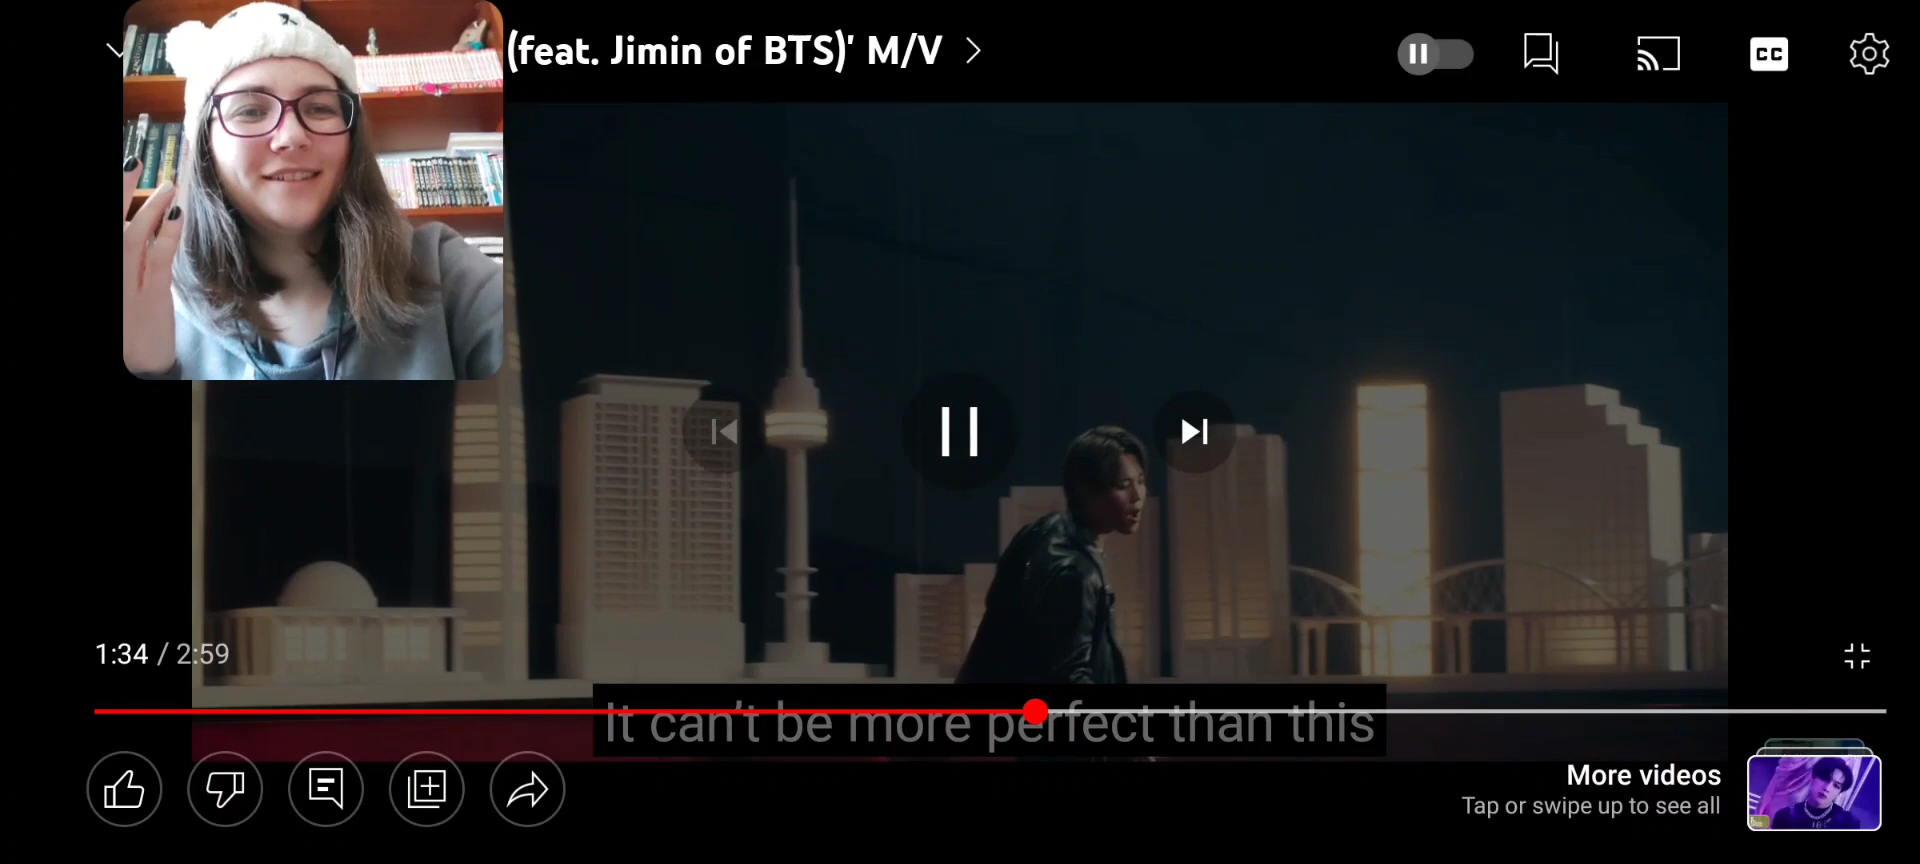 (feat. Jimin of BTS)' M/V
CC
1:34 / 2:59
It can't be more perfect than this
More videos
Tap or swipe up to see all